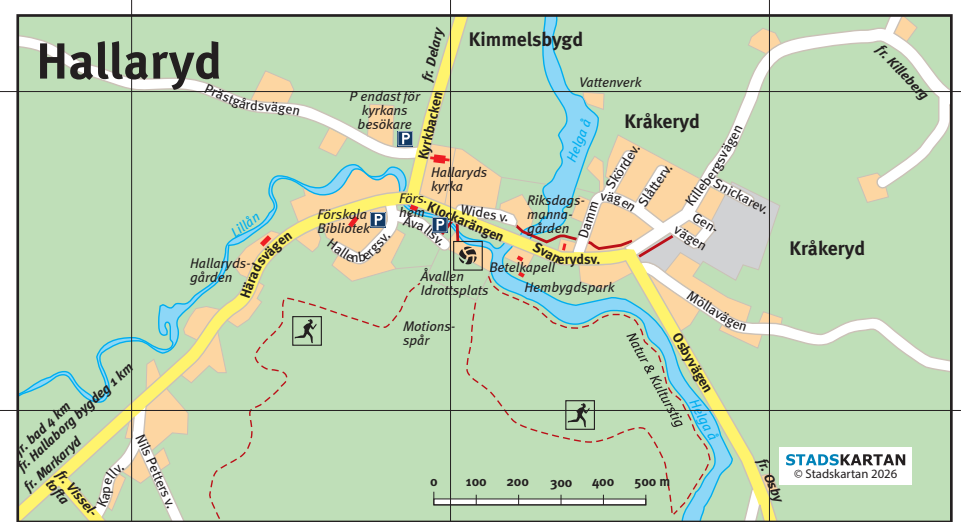 Hallaryd
Kimmelsbygd
fr. Delary
fr. Killeberg
Prästgårdsvägen
P endast för
kyrkans
besökare
P
Kyrkbacken
Vattenverk
Kråkeryd
Helga å
Hallaryds
kyrka
Killebergsvägen
Skördev.
Slätterv.
Snickarev.
Damm
vägen
Gen-
vägen
Kråkeryd
Riksdags-
manna-
gården
Förs.
hem
Klockarängen
Wides v.
Förskola
Bibliotek
P
P
Åvallsv.
Hallenbergsv.
Lillån
Hallaryds-
gården
Häradsvägen
Svanerydsv.
Betelkapell
Hembygdspark
Åvallen
Idrottsplats
Motions-
spår
Möllavägen
Osbyvägen
Natur & Kulturstig
Helga å
fr. Osby
fr. bad 4 km
fr. Hallaborg bygdeg 1 km
fr. Markaryd
fr. Vissel-
tofta
Kapellv.
Nils Petters v.
0 100 200 300 400 500 m
STADSKARTAN
© Stadskartan 2026